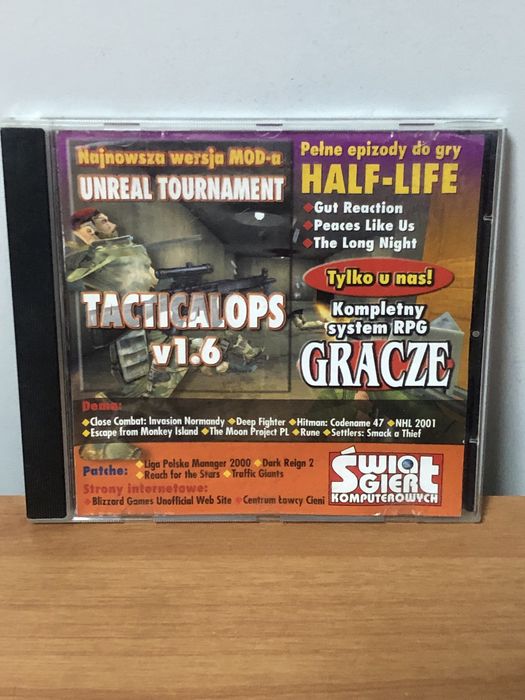 Najnowsza wersja MOD-a
UNREAL TOURNAMENT
TACTICALOPS
v1.6
Pełne epizody do gry
HALF-LIFE
Gut Reaction
Peaces Like Us
The Long Night
Tylko u nas!
Kompletny
system RPG
GRACZE
Dema:
Close Combat: Invasion Normandy Deep Fighter Hitman: Codename 47 NHL 2001
Escape from Monkey Island The Moon Project PL Rune Settlers: Smack a Thief
Patche:
Liga Polska Manager 2000 Dark Reign 2
Reach for the Stars Traffic Giants
Strony internetowe:
Blizzard Games Unofficial Web Site Centrum Łowcy Cieni
ŚWIAT
GIER
KOMPUTEROWYCH